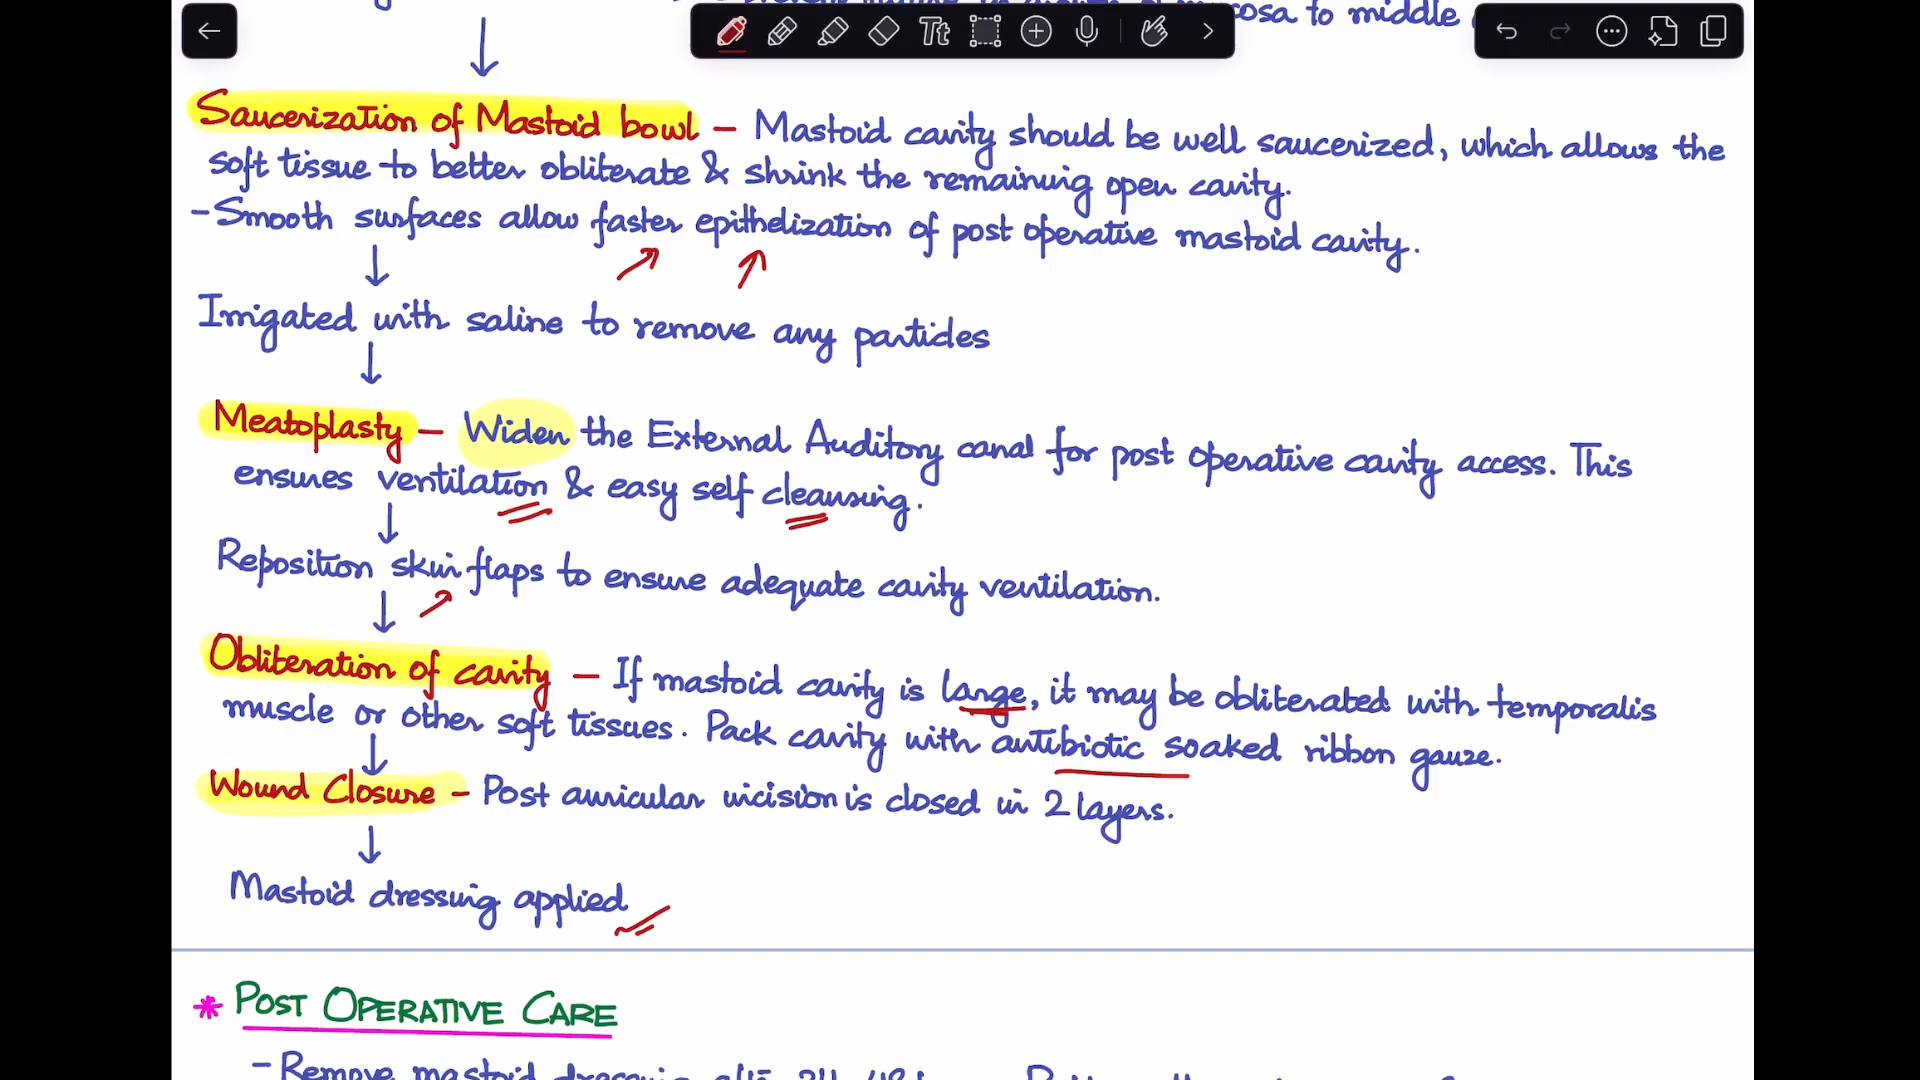 cosa to middle
Saucerization of Mastoid bowl – Mastoid cavity should be well saucerized, which allows the
soft tissue to better obliterate & shrink the remaining open cavity.
- Smooth surfaces allow faster epithelization of post operative mastoid cavity.
Irrigated with saline to remove any particles
Meatoplasty – Widen the External Auditory canal for post operative cavity access. This
ensures ventilation & easy self cleansing.
Reposition skin flaps to ensure adequate cavity ventilation.
Obliteration of cavity – If mastoid cavity is large, it may be obliterated with temporalis
muscle or other soft tissues. Pack cavity with antibiotic soaked ribbon gauze.
Wound Closure – Post auricular incision is closed in 2 layers.
Mastoid dressing applied
* POST OPERATIVE CARE
- Remove mastoid dressing